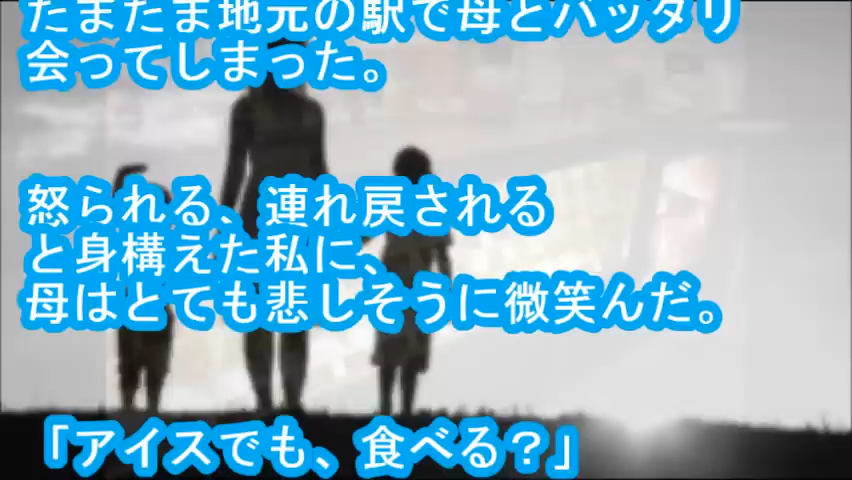 たまたま地元の駅で母とバッタリ
会ってしまった。
怒られる、連れ戻される
と身構えた私に、
母はとても悲しそうに微笑んだ。
「アイスでも、食べる？」